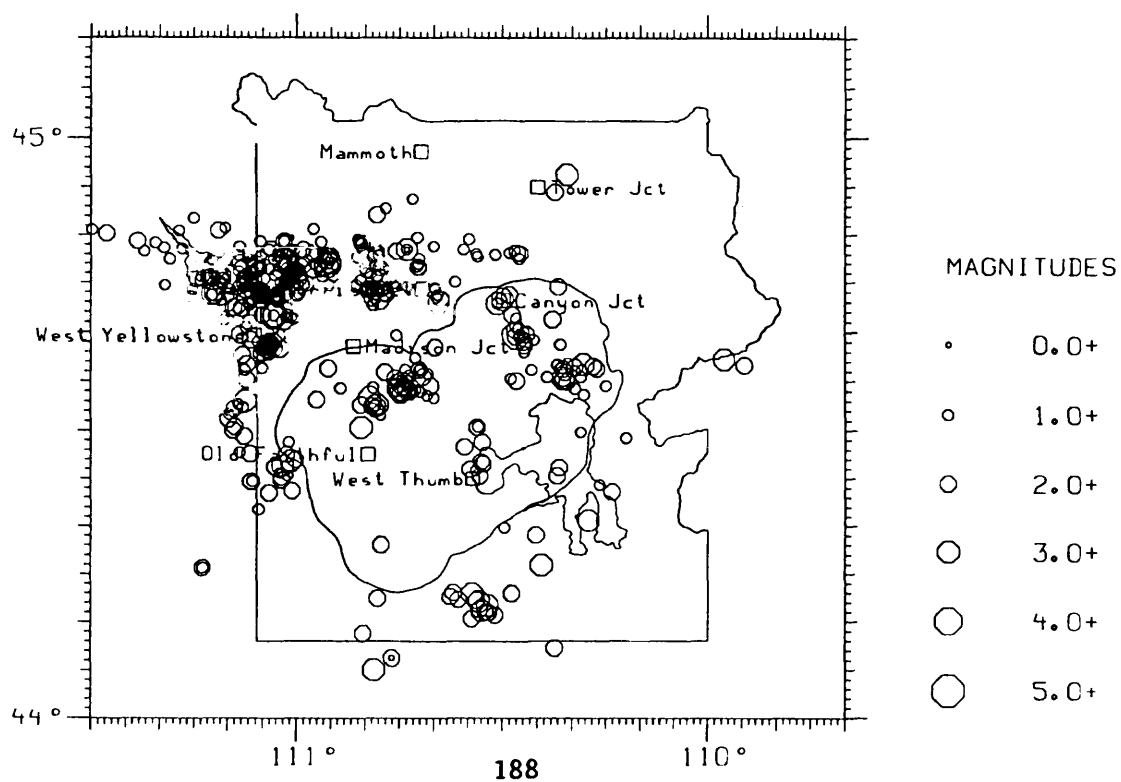 45°
Mammoth
Tower Jct
MAGNITUDES
Canyon Jct
West Yellowstone
Madison Jct
0.0+
1.0+
Old Faithful
West Thumb
2.0+
3.0+
4.0+
5.0+
44°
111°
110°
188